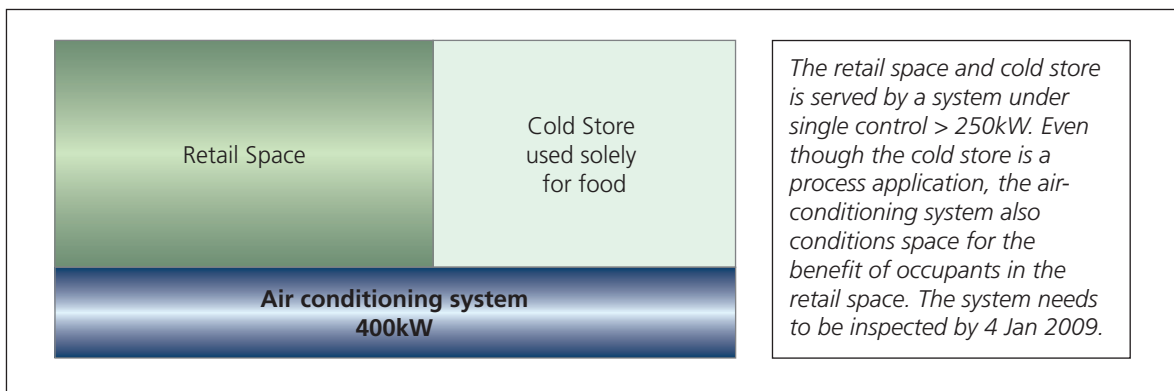 Retail Space
Cold Store
used solely
for food
Air conditioning system
400kW
The retail space and cold store
is served by a system under
single control > 250kW. Even
though the cold store is a
process application, the air-
conditioning system also
conditions space for the
benefit of occupants in the
retail space. The system needs
to be inspected by 4 Jan 2009.